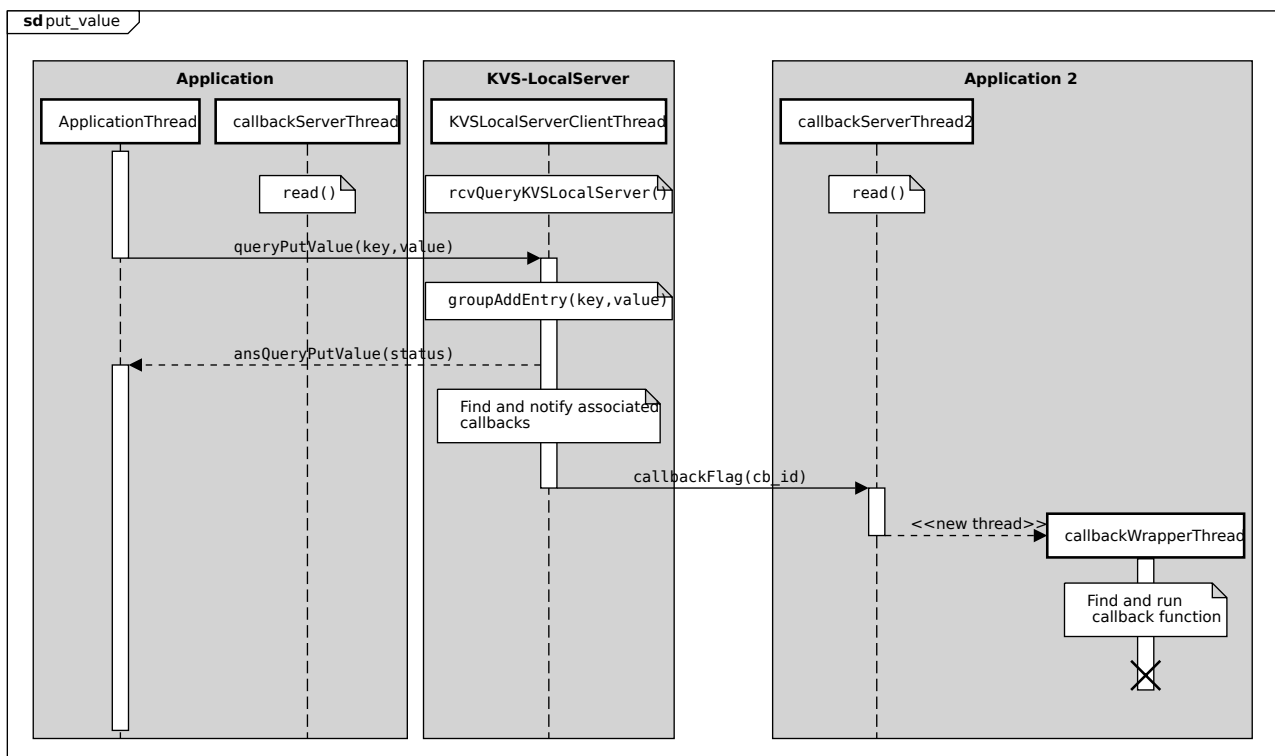 sd put_value
Application
KVS-LocalServer
Application 2
ApplicationThread
callbackServerThread
KVSLocalServerClientThread
callbackServerThread2
read()
rcvQueryKVSLocalServer()
read()
queryPutValue(key,value)
groupAddEntry(key,value)
ansQueryPutValue(status)
Find and notify associated
callbacks
callbackFlag(cb_id)
<<new thread>>
callbackWrapperThread
Find and run
callback function